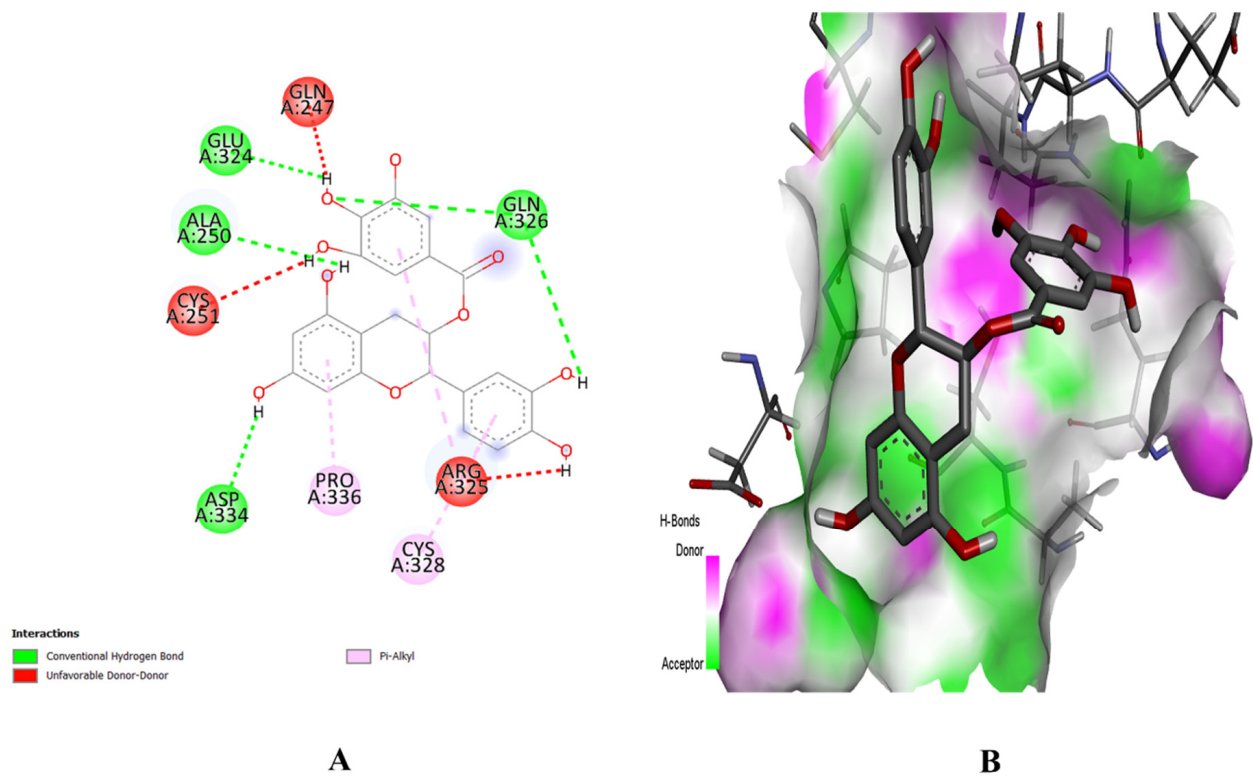 GLN
A:247
GLU
A:324
ALA
A:250
GLN
A:326
CYS
A:251
ASP
A:334
PRO
A:336
ARG
A:325
CYS
A:328
H
O
O
O
H
H
O
H
O
O
O
O
O
H
O
H
O
H
Interactions
Conventional Hydrogen Bond
Unfavorable Donor-Donor
Pi-Alkyl
H-Bonds
Donor
Acceptor
A
B